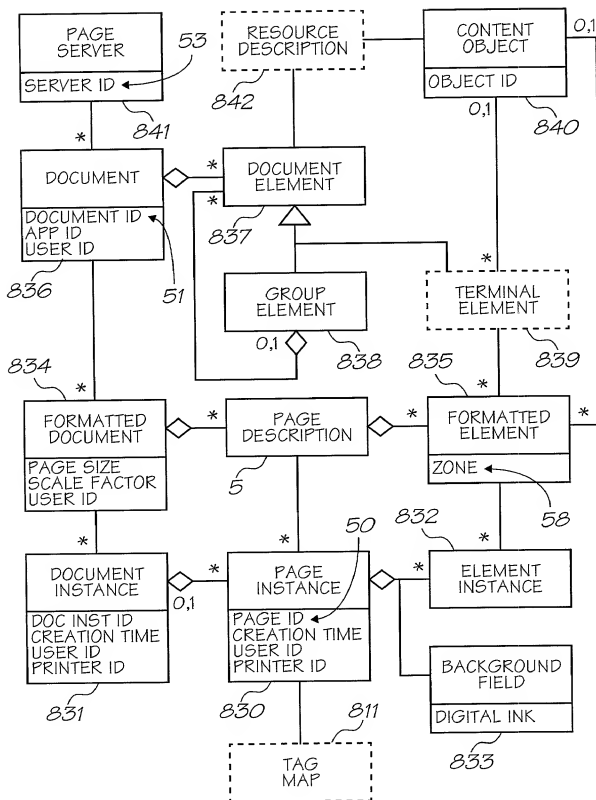 PAGE
SERVER
SERVER ID
53
841
*
RESOURCE
DESCRIPTION
842
CONTENT
OBJECT
OBJECT ID
0,1
0,1
840
DOCUMENT
DOCUMENT ID
APP ID
USER ID
836
51
*
DOCUMENT
ELEMENT
*
837
GROUP
ELEMENT
0,1
838
*
TERMINAL
ELEMENT
839
834
*
FORMATTED
DOCUMENT
PAGE SIZE
SCALE FACTOR
USER ID
*
PAGE
DESCRIPTION
5
835
*
*
FORMATTED
ELEMENT
*
ZONE
58
*
DOCUMENT
INSTANCE
DOC INST ID
CREATION TIME
USER ID
PRINTER ID
831
0,1
*
50
*
PAGE
INSTANCE
PAGE ID
CREATION TIME
USER ID
PRINTER ID
830
832
*
*
ELEMENT
INSTANCE
BACKGROUND
FIELD
DIGITAL INK
833
811
TAG
MAP